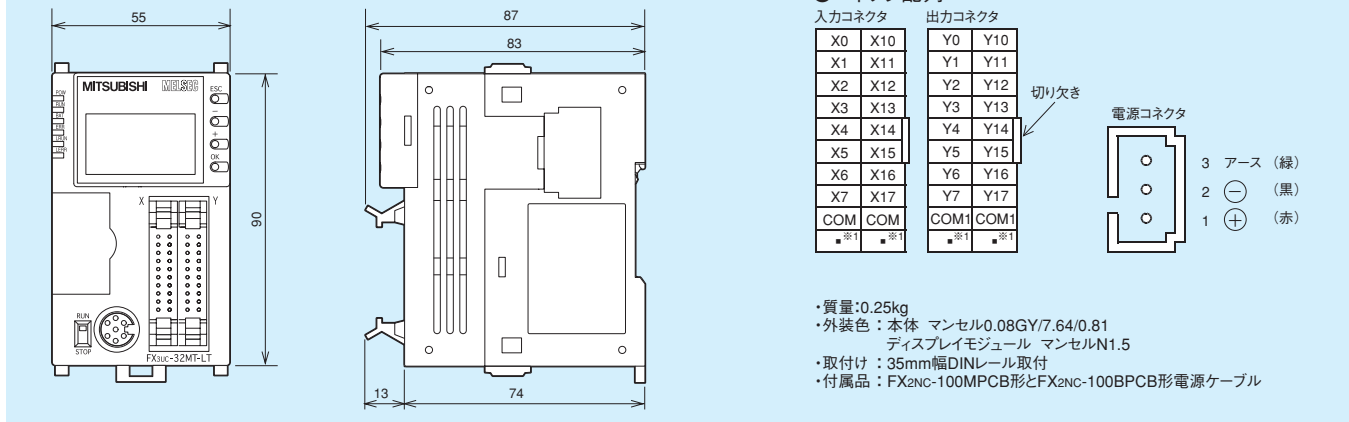 55
87
83
MITSUBISHI MELSEC
POW
RUN
BAT
ERR
L RUN
L ERR
ESC
−
+
OK
X Y
90
RUN
STOP
FX3UC-32MT-LT
13
74
入力コネクタ 出力コネクタ
X0 X10 Y0 Y10
X1 X11 Y1 Y11
X2 X12 Y2 Y12
X3 X13 Y3 Y13
X4 X14 Y4 Y14
X5 X15 Y5 Y15
X6 X16 Y6 Y16
X7 X17 Y7 Y17
COM COM COM1 COM1
▪※1 ▪※1 ▪※1 ▪※1
切り欠き
電源コネクタ
3 アース (緑)
2 ⊖ (黒)
1 ⊕ (赤)
・質量:0.25kg
・外装色:本体 マンセル0.08GY/7.64/0.81
ディスプレイモジュール マンセルN1.5
・取付け:35mm幅DINレール取付
・付属品:FX2NC-100MPCB形とFX2NC-100BPCB形電源ケーブル